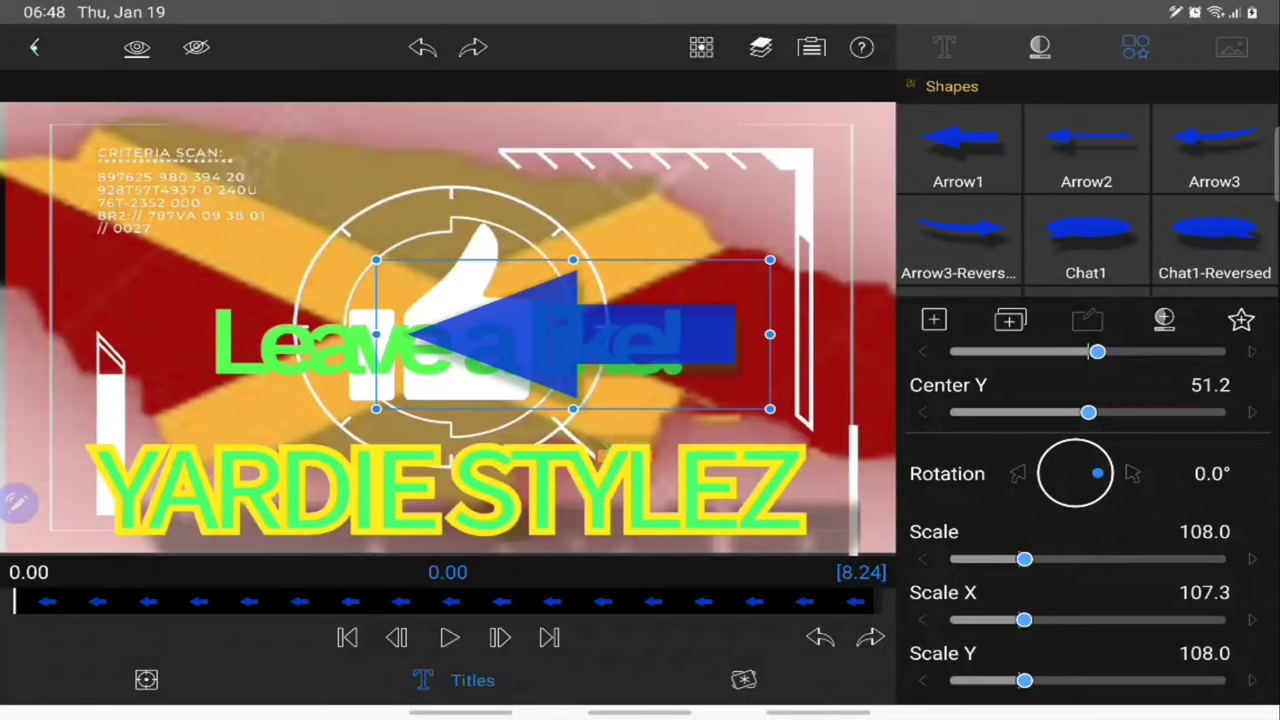 06:48 Thu, Jan 19
Shapes
Arrow1
Arrow2
Arrow3
Arrow3-Revers...
Chat1
Chat1-Reversed
CRITERIA SCAN:
897625-980 394 20
928T57T4937-0 240U
76T-2352 000
8R2:// 787VA 09 38 01
// 0027
Leave a like!
YARDIE STYLEZ
Center Y 51.2
Rotation 0.0°
Scale 108.0
Scale X 107.3
Scale Y 108.0
0.00 0.00 [8.24]
Titles